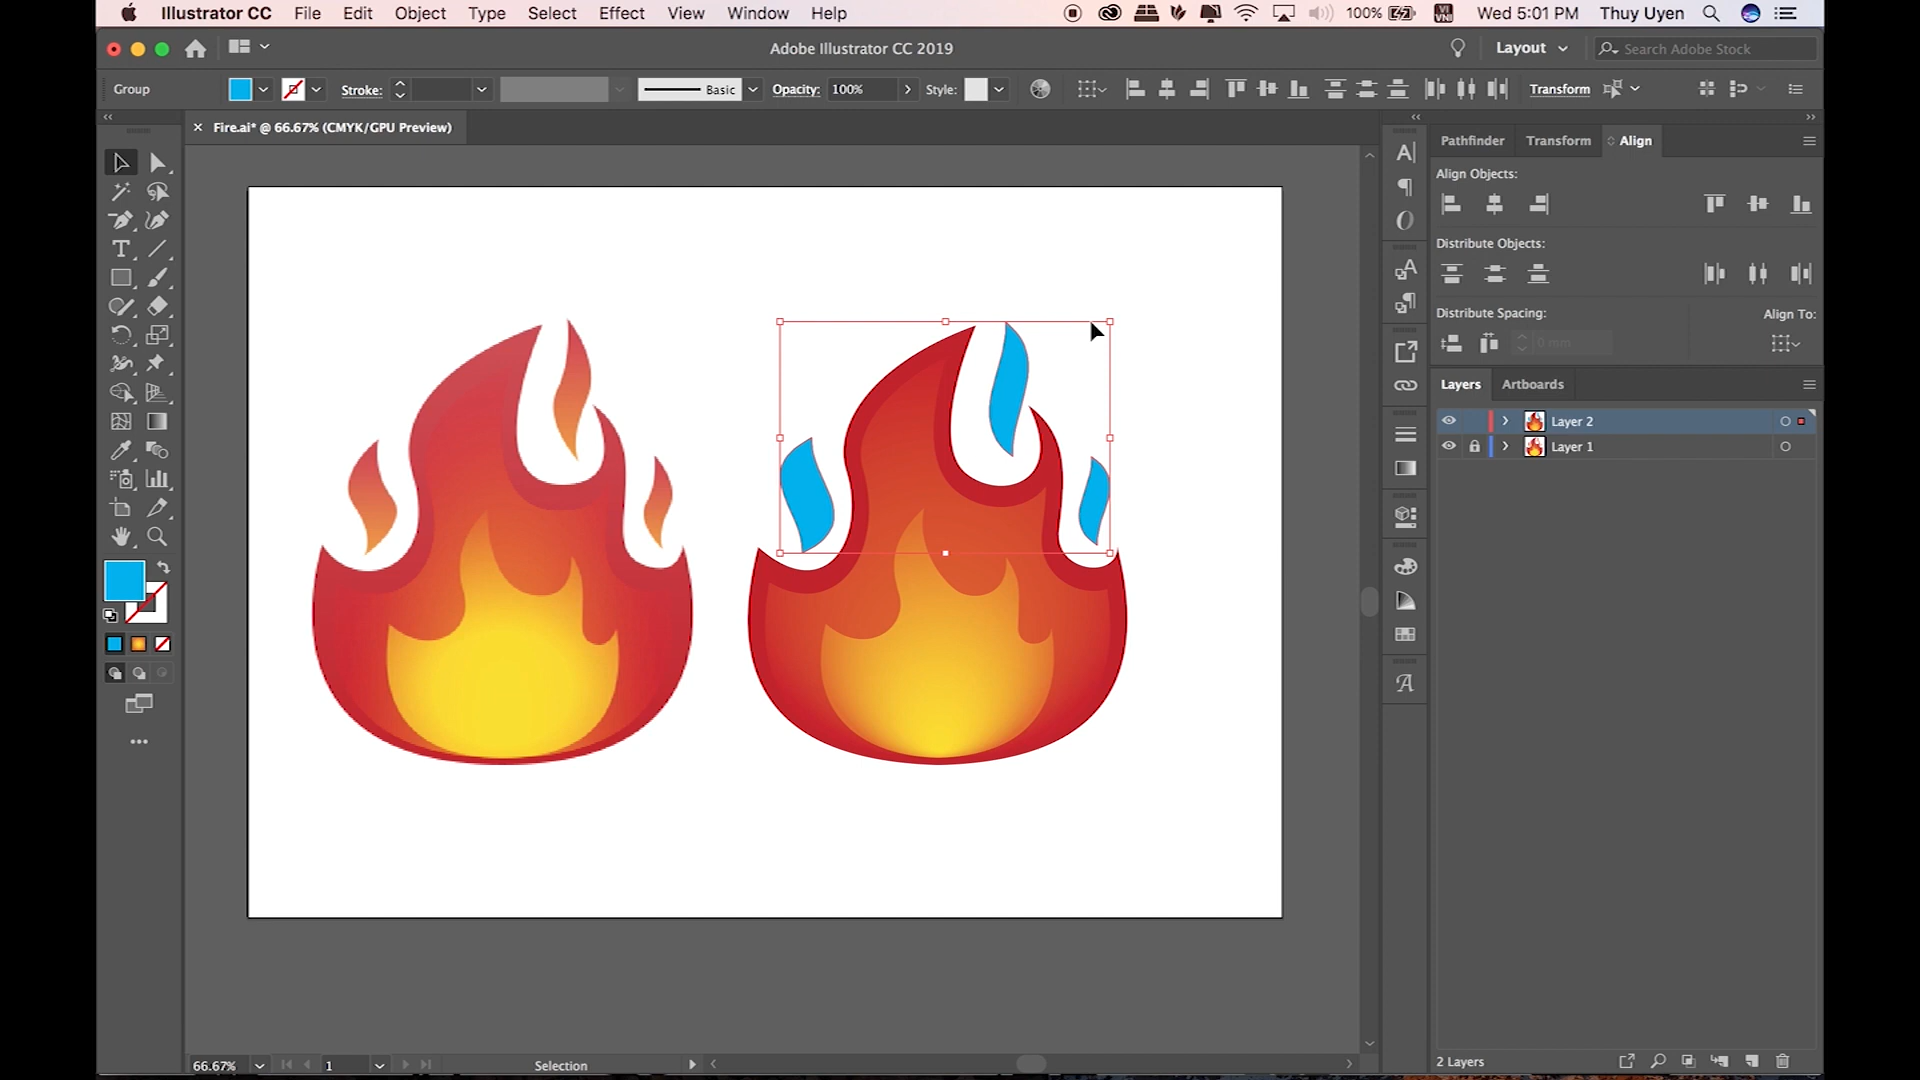 Illustrator CC File Edit Object Type Select Effect View Window Help 100% VI VNI Wed 5:01 PM Thuy Uyen
Adobe Illustrator CC 2019 Layout Search Adobe Stock
Group Stroke: Basic Opacity: 100% Style: Transform
Fire.ai* @ 66.67% (CMYK/GPU Preview)
Pathfinder Transform Align
Align Objects:
Distribute Objects:
Distribute Spacing: Align To:
0 mm
Layers Artboards
Layer 2
Layer 1
66.67% 1 Selection 2 Layers